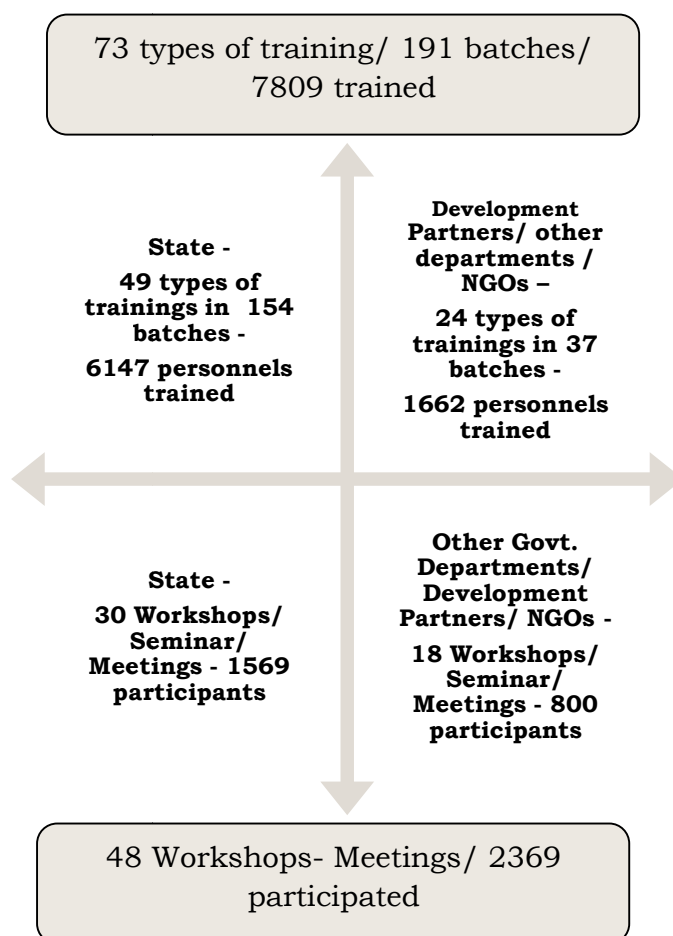 73 types of training/ 191 batches/
7809 trained
State -
49 types of
trainings in 154
batches -
6147 personnels
trained
Development
Partners/ other
departments /
NGOs –
24 types of
trainings in 37
batches -
1662 personnels
trained
State -
30 Workshops/
Seminar/
Meetings - 1569
participants
Other Govt.
Departments/
Development
Partners/ NGOs -
18 Workshops/
Seminar/
Meetings - 800
participants
48 Workshops- Meetings/ 2369
participated